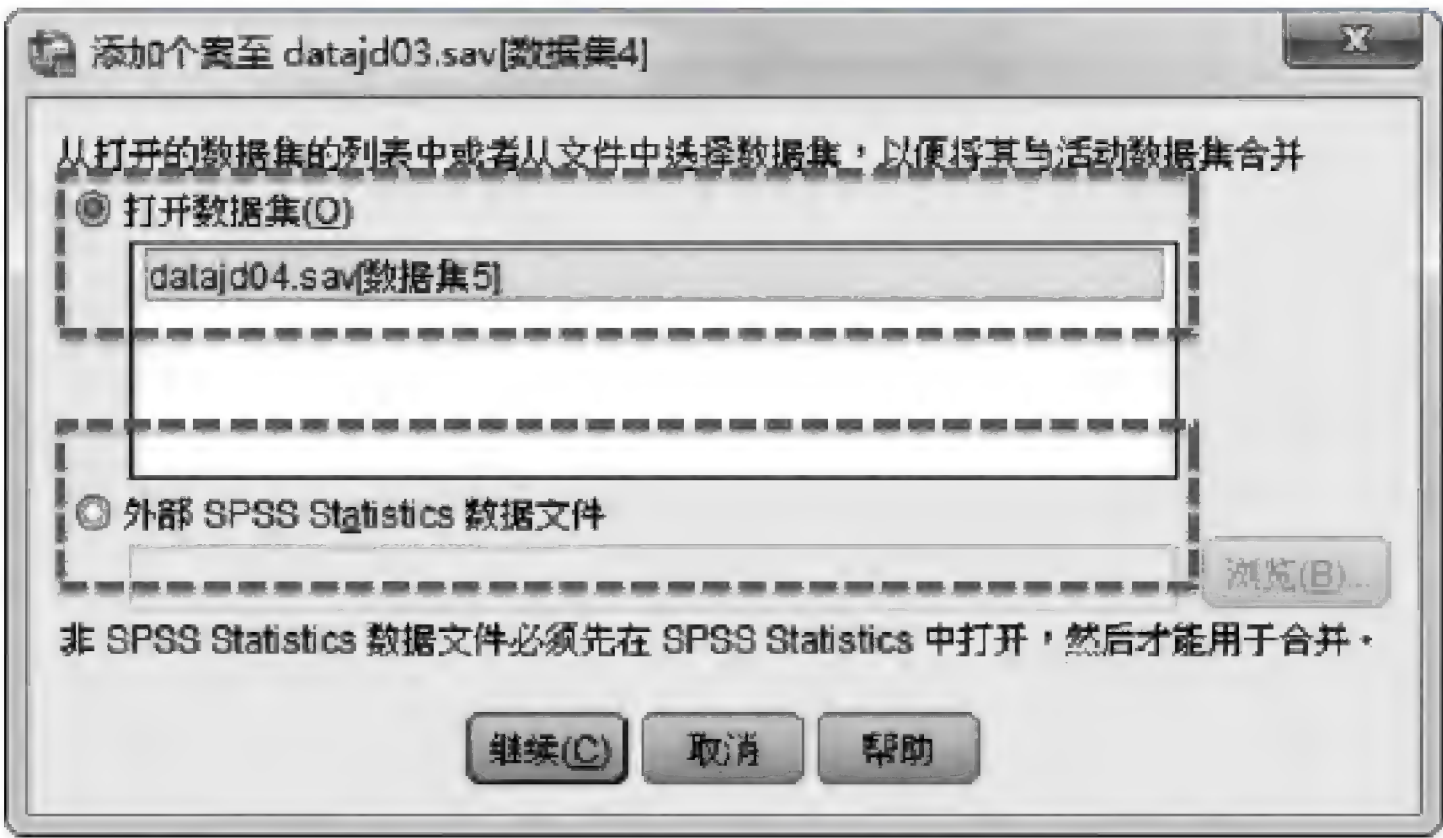 添加个案至 datajd03.sav[数据集4]
从打开的数据集的列表中或者从文件中选择数据集，以便将其与活动数据集合并
打开数据集(O)
datajd04.sav[数据集5]
外部 SPSS Statistics 数据文件
浏览(B)...
非 SPSS Statistics 数据文件必须先在 SPSS Statistics 中打开，然后才能用于合并。
继续(C) 取消 帮助